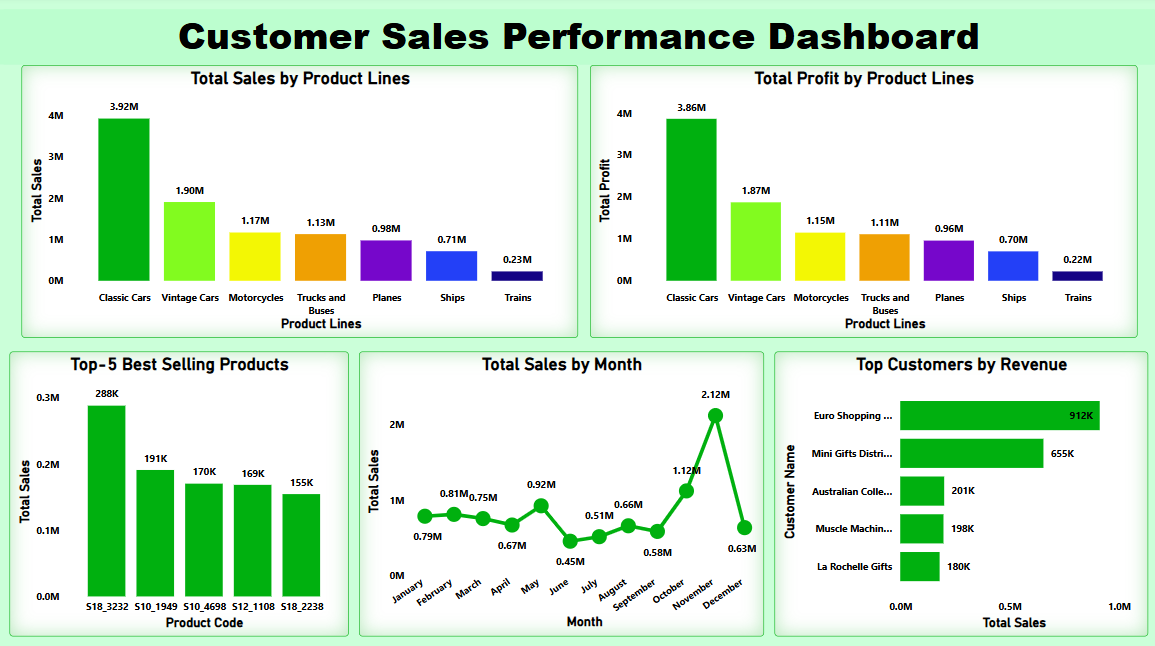 Customer Sales Performance Dashboard
Total Sales by Product Lines
Total Sales
4M
3M
2M
1M
0M
3.92M
1.90M
1.17M
1.13M
0.98M
0.71M
0.23M
Classic Cars
Vintage Cars
Motorcycles
Trucks and
Buses
Planes
Ships
Trains
Product Lines
Total Profit by Product Lines
Total Profit
4M
3M
2M
1M
0M
3.86M
1.87M
1.15M
1.11M
0.96M
0.70M
0.22M
Classic Cars
Vintage Cars
Motorcycles
Trucks and
Buses
Planes
Ships
Trains
Product Lines
Top-5 Best Selling Products
Total Sales
0.3M
0.2M
0.1M
0.0M
288K
191K
170K
169K
155K
S18_3232
S10_1949
S10_4698
S12_1108
S18_2238
Product Code
Total Sales by Month
Total Sales
2M
1M
0M
0.79M
0.81M
0.75M
0.67M
0.92M
0.45M
0.51M
0.66M
0.58M
1.12M
2.12M
0.63M
January
February
March
April
May
June
July
August
September
October
November
December
Month
Top Customers by Revenue
Customer Name
Euro Shopping ...
912K
Mini Gifts Distri...
655K
Australian Colle...
201K
Muscle Machin...
198K
La Rochelle Gifts
180K
0.0M
0.5M
1.0M
Total Sales